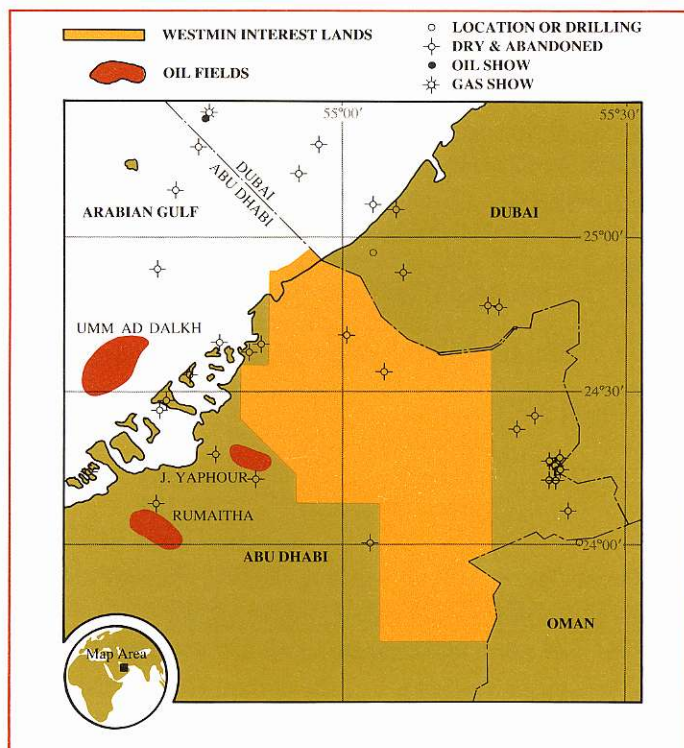 WESTMIN INTEREST LANDS
OIL FIELDS
LOCATION OR DRILLING
DRY & ABANDONED
OIL SHOW
GAS SHOW
55°00'
55°30'
DUBAI
ABU DHABI
ARABIAN GULF
DUBAI
25°00'
UMM AD DALKH
24°30'
J. YAPHOUR
RUMAITHA
ABU DHABI
24°00'
OMAN
Map Area